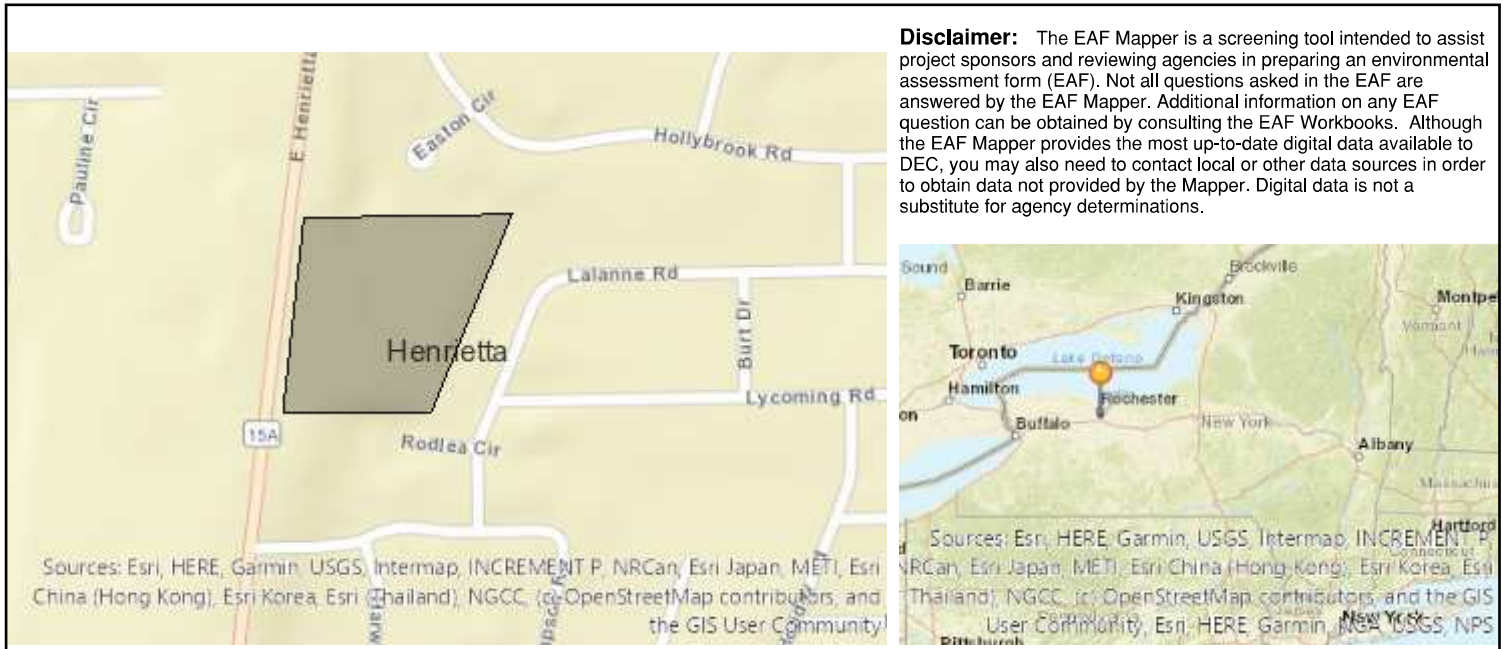 Disclaimer: The EAF Mapper is a screening tool intended to assist
project sponsors and reviewing agencies in preparing an environmental
assessment form (EAF). Not all questions asked in the EAF are
answered by the EAF Mapper. Additional information on any EAF
question can be obtained by consulting the EAF Workbooks. Although
the EAF Mapper provides the most up-to-date digital data available to
DEC, you may also need to contact local or other data sources in order
to obtain data not provided by the Mapper. Digital data is not a
substitute for agency determinations.
Pauline Cir
E Henrietta
Easton Cir
Hollybrook Rd
Lalanne Rd
Burt Dr
Henrietta
Lycoming Rd
15A
Rodlea Cir
Sources: Esri, HERE, Garmin, USGS, Intermap, INCREMENT P, NRCan, Esri Japan, METI, Esri
China (Hong Kong), Esri Korea, Esri (Thailand), NGCC, (c) OpenStreetMap contributors, and
the GIS User Community
Sound
Barrie
Brockville
Kingston
Montpe
Vermont
Toronto
Lake Ontario
Hamilton
Rochester
on
Buffalo
New York
Albany
Massachus
Hartford
Connecticut
Sources: Esri, HERE, Garmin, USGS, Intermap, INCREMENT P,
NRCan, Esri Japan, METI, Esri China (Hong Kong), Esri Korea, Esri
(Thailand), NGCC, (c) OpenStreetMap contributors, and the GIS
User Community, Esri, HERE, Garmin, NGA, USGS, NPS
New York
Pittsburgh